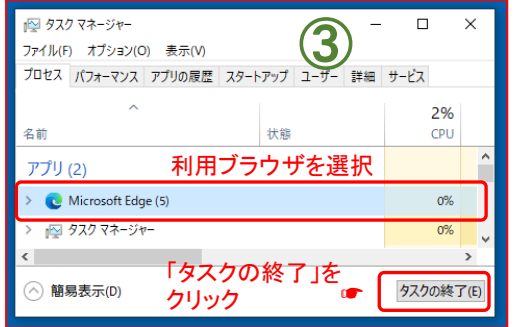 タスク マネージャー
ファイル(F) オプション(O) 表示(V)
③
プロセス パフォーマンス アプリの履歴 スタートアップ ユーザー 詳細 サービス
2%
名前 状態 CPU
アプリ (2)
利用ブラウザを選択
Microsoft Edge (5) 0%
タスク マネージャー 0%
「タスクの終了」を
クリック
簡易表示(D)
タスクの終了(E)